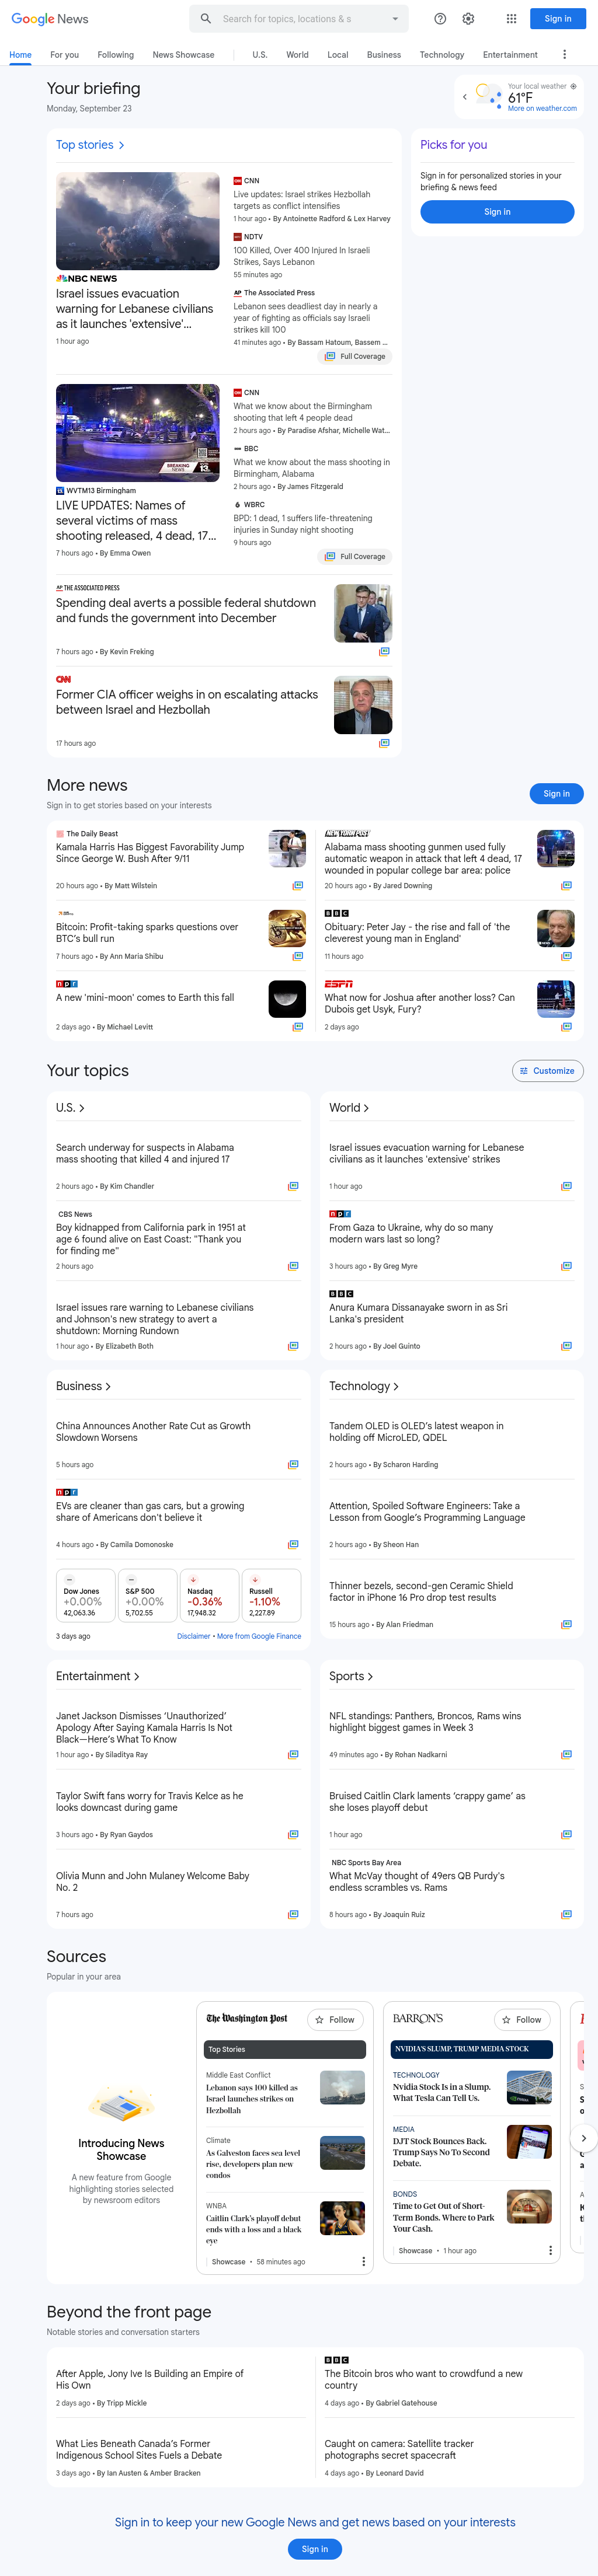 Google News
Search for topics, locations & s
Sign in
Home
For you
Following
News Showcase
U.S.
World
Local
Business
Technology
Entertainment
Your briefing
Monday, September 23
Your local weather
61°F
More on weather.com
Top stories
NBC NEWS
Israel issues evacuation
warning for Lebanese civilians
as it launches 'extensive'...
1 hour ago
CNN
Live updates: Israel strikes Hezbollah
targets as conflict intensifies
1 hour ago • By Antoinette Radford & Lex Harvey
NDTV
100 Killed, Over 400 Injured In Israeli
Strikes, Says Lebanon
55 minutes ago
AP The Associated Press
Lebanon sees deadliest day in nearly a
year of fighting as officials say Israeli
strikes kill 100
41 minutes ago • By Bassam Hatoum, Bassem ...
Full Coverage
BREAKING
NEWS
13
WVTM13 Birmingham
LIVE UPDATES: Names of
several victims of mass
shooting released, 4 dead, 17...
7 hours ago • By Emma Owen
CNN
What we know about the Birmingham
shooting that left 4 people dead
2 hours ago • By Paradise Afshar, Michelle Wat...
BBC
What we know about the mass shooting in
Birmingham, Alabama
2 hours ago • By James Fitzgerald
WBRC
BPD: 1 dead, 1 suffers life-threatening
injuries in Sunday night shooting
9 hours ago
Full Coverage
AP THE ASSOCIATED PRESS
Spending deal averts a possible federal shutdown
and funds the government into December
7 hours ago • By Kevin Freking
CNN
Former CIA officer weighs in on escalating attacks
between Israel and Hezbollah
17 hours ago
Picks for you
Sign in for personalized stories in your
briefing & news feed
Sign in
More news
Sign in to get stories based on your interests
Sign in
The Daily Beast
Kamala Harris Has Biggest Favorability Jump
Since George W. Bush After 9/11
20 hours ago • By Matt Wilstein
Bitcoin: Profit-taking sparks questions over
BTC's bull run
7 hours ago • By Ann Maria Shibu
npr
A new 'mini-moon' comes to Earth this fall
2 days ago • By Michael Levitt
NEW YORK POST
Alabama mass shooting gunmen used fully
automatic weapon in attack that left 4 dead, 17
wounded in popular college bar area: police
20 hours ago • By Jared Downing
BBC
Obituary: Peter Jay - the rise and fall of 'the
cleverest young man in England'
11 hours ago
ESPN
What now for Joshua after another loss? Can
Dubois get Usyk, Fury?
2 days ago
Your topics
Customize
U.S.
Search underway for suspects in Alabama
mass shooting that killed 4 and injured 17
2 hours ago • By Kim Chandler
CBS News
Boy kidnapped from California park in 1951 at
age 6 found alive on East Coast: "Thank you
for finding me"
2 hours ago
Israel issues rare warning to Lebanese civilians
and Johnson's new strategy to avert a
shutdown: Morning Rundown
1 hour ago • By Elizabeth Both
World
Israel issues evacuation warning for Lebanese
civilians as it launches 'extensive' strikes
1 hour ago
npr
From Gaza to Ukraine, why do so many
modern wars last so long?
3 hours ago • By Greg Myre
BBC
Anura Kumara Dissanayake sworn in as Sri
Lanka's president
2 hours ago • By Joel Guinto
Business
China Announces Another Rate Cut as Growth
Slowdown Worsens
5 hours ago
npr
EVs are cleaner than gas cars, but a growing
share of Americans don't believe it
4 hours ago • By Camila Domonoske
Dow Jones
+0.00%
42,063.36
S&P 500
+0.00%
5,702.55
Nasdaq
-0.36%
17,948.32
Russell
-1.10%
2,227.89
3 days ago
Disclaimer • More from Google Finance
Technology
Tandem OLED is OLED's latest weapon in
holding off MicroLED, QDEL
2 hours ago • By Scharon Harding
Attention, Spoiled Software Engineers: Take a
Lesson from Google's Programming Language
2 hours ago • By Sheon Han
Thinner bezels, second-gen Ceramic Shield
factor in iPhone 16 Pro drop test results
15 hours ago • By Alan Friedman
Entertainment
Janet Jackson Dismisses ‘Unauthorized’
Apology After Saying Kamala Harris Is Not
Black—Here’s What To Know
1 hour ago • By Siladitya Ray
Taylor Swift fans worry for Travis Kelce as he
looks downcast during game
3 hours ago • By Ryan Gaydos
Olivia Munn and John Mulaney Welcome Baby
No. 2
7 hours ago
Sports
NFL standings: Panthers, Broncos, Rams wins
highlight biggest games in Week 3
49 minutes ago • By Rohan Nadkarni
Bruised Caitlin Clark laments ‘crappy game’ as
she loses playoff debut
1 hour ago
NBC Sports Bay Area
What McVay thought of 49ers QB Purdy's
endless scrambles vs. Rams
8 hours ago • By Joaquin Ruiz
Sources
Popular in your area
Introducing News
Showcase
A new feature from Google
highlighting stories selected
by newsroom editors
The Washington Post
Follow
Top Stories
Middle East Conflict
Lebanon says 100 killed as
Israel launches strikes on
Hezbollah
Climate
As Galveston faces sea level
rise, developers plan new
condos
WNBA
Caitlin Clark's playoff debut
ends with a loss and a black
eye
Showcase • 58 minutes ago
BARRON'S
Follow
NVIDIA'S SLUMP, TRUMP MEDIA STOCK
TECHNOLOGY
Nvidia Stock Is in a Slump.
What Tesla Can Tell Us.
MEDIA
DJT Stock Bounces Back.
Trump Says No To Second
Debate.
BONDS
Time to Get Out of Short-
Term Bonds. Where to Park
Your Cash.
Showcase • 1 hour ago
Beyond the front page
Notable stories and conversation starters
After Apple, Jony Ive Is Building an Empire of
His Own
2 days ago • By Tripp Mickle
What Lies Beneath Canada's Former
Indigenous School Sites Fuels a Debate
3 days ago • By Ian Austen & Amber Bracken
BBC
The Bitcoin bros who want to crowdfund a new
country
4 days ago • By Gabriel Gatehouse
Caught on camera: Satellite tracker
photographs secret spacecraft
4 days ago • By Leonard David
Sign in to keep your new Google News and get news based on your interests
Sign in